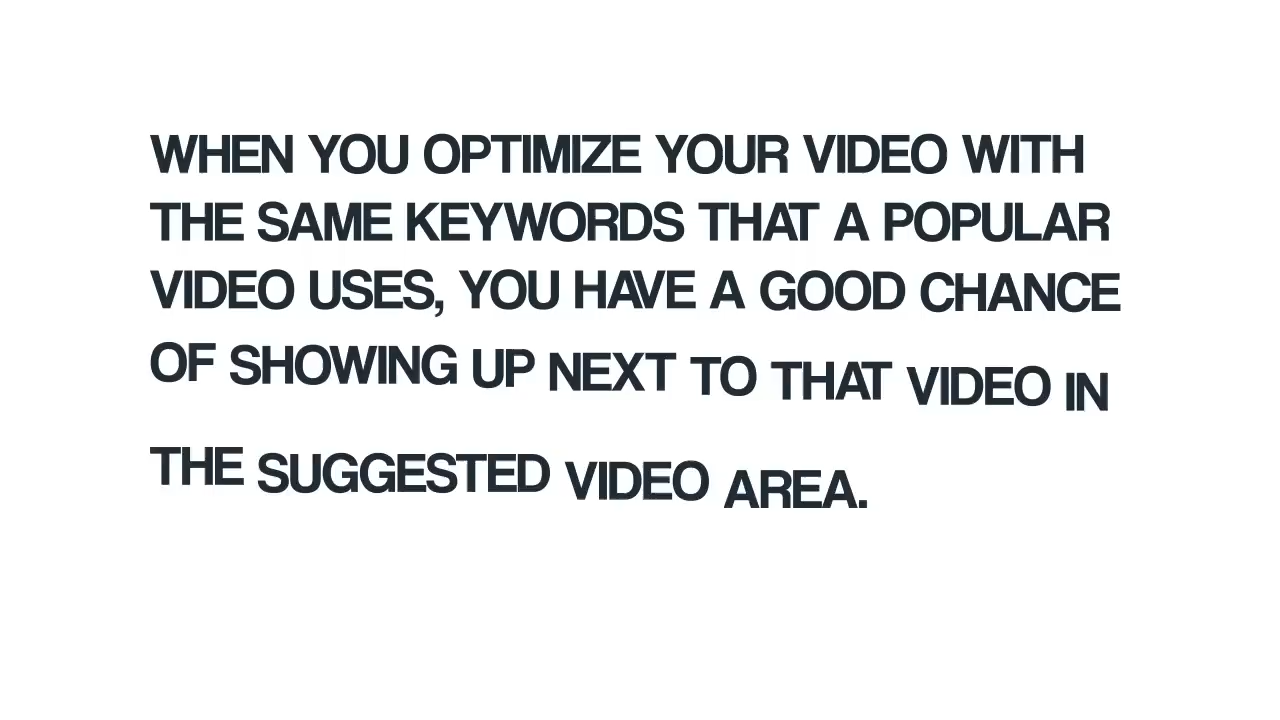 WHEN YOU OPTIMIZE YOUR VIDEO WITH
THE SAME KEYWORDS THAT A POPULAR
VIDEO USES, YOU HAVE A GOOD CHANCE
OF SHOWING UP NEXT TO THAT VIDEO IN
THE SUGGESTED VIDEO AREA.